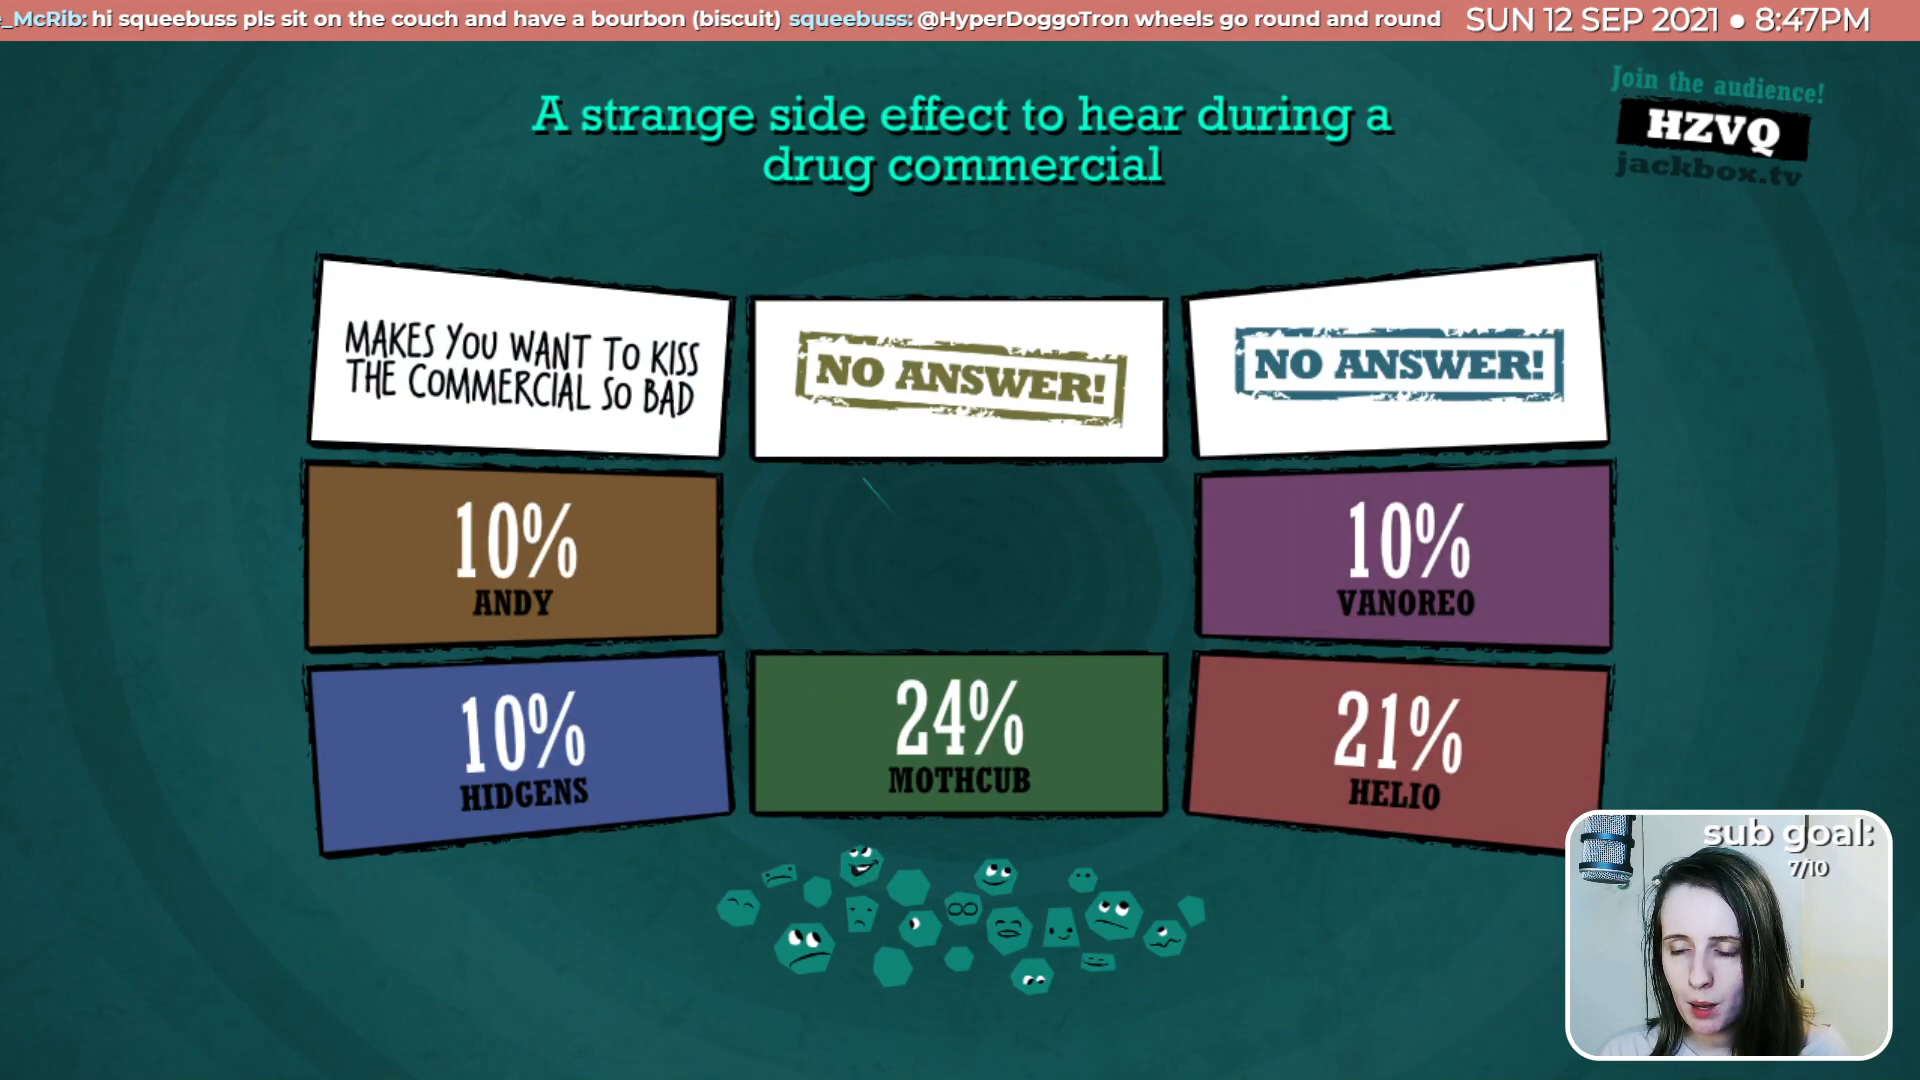 _McRib: hi squeebuss pls sit on the couch and have a bourbon (biscuit) squeebuss: @HyperDoggoTron wheels go round and round
SUN 12 SEP 2021 ● 8:47PM
Join the audience!
HZVQ
jackbox.tv
A strange side effect to hear during a
drug commercial
MAKES YOU WANT TO KISS
THE COMMERCIAL SO BAD
NO ANSWER!
NO ANSWER!
10%
ANDY
10%
VANOREO
10%
HIDGENS
24%
MOTHCUB
21%
HELIO
sub goal:
7/10